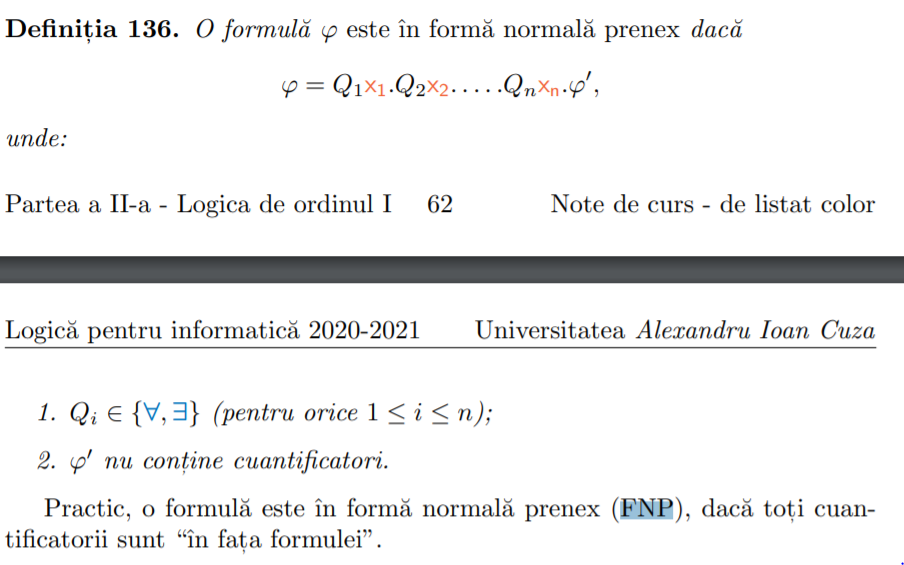 Definiția 136. O formulă φ este în formă normală prenex dacă
φ = Q₁x₁.Q₂x₂. . . . .Qₙxₙ.φ′,
unde:
Partea a II-a - Logica de ordinul I 62 Note de curs - de listat color
Logică pentru informatică 2020-2021 Universitatea Alexandru Ioan Cuza
1. Qᵢ ∈ {∀, ∃} (pentru orice 1 ≤ i ≤ n);
2. φ′ nu conține cuantificatori.
Practic, o formulă este în formă normală prenex (FNP), dacă toți cuan-
tificatorii sunt “în fața formulei”.